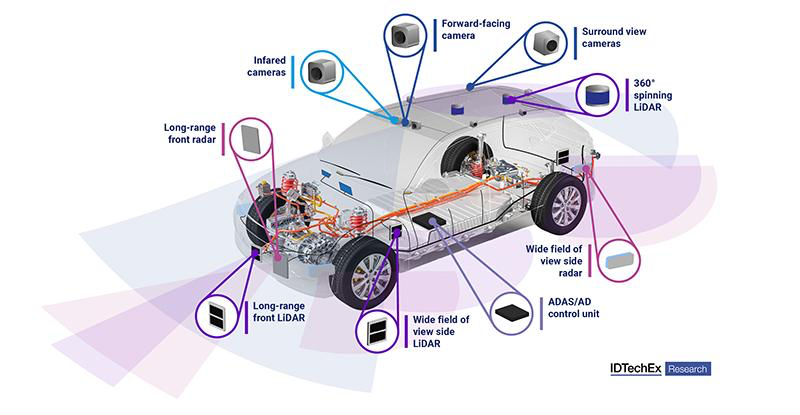 Forward-facing
camera
Surround view
cameras
Infared
cameras
360°
spinning
LiDAR
Long-range
front radar
Wide field of
view side
radar
Long-range
front LiDAR
Wide field of
view side
LiDAR
ADAS/AD
control unit
IDTechEx Research